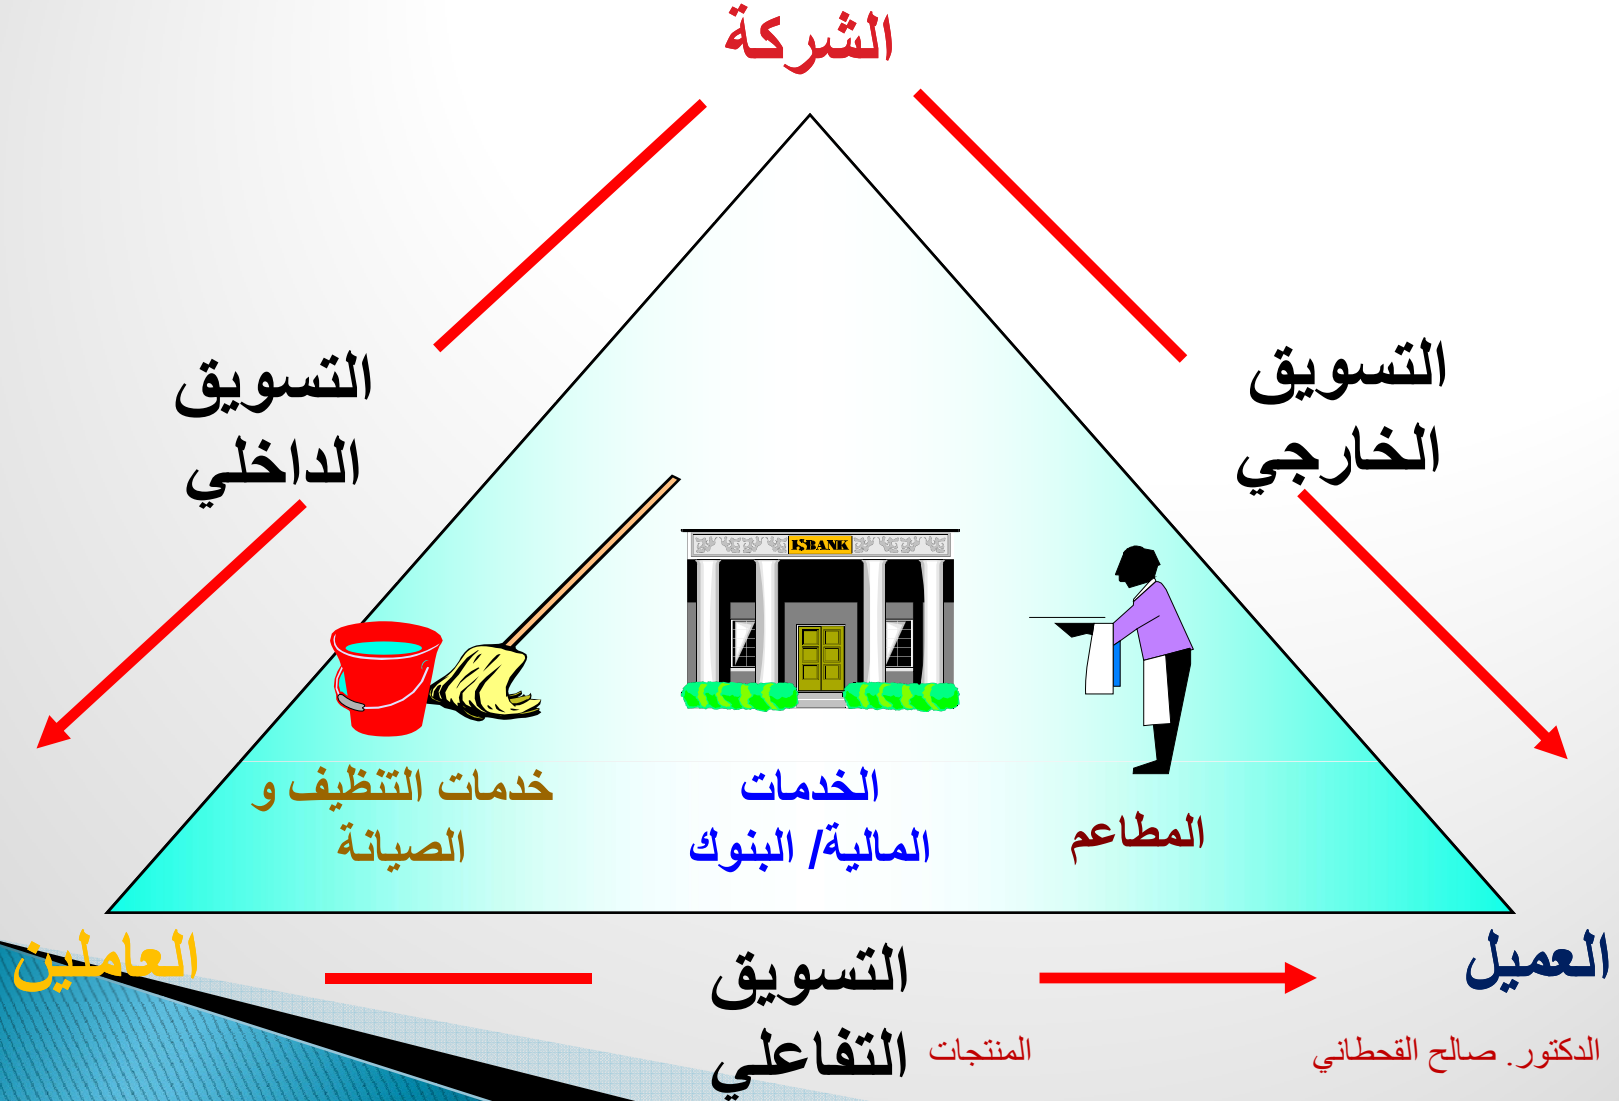 الشركة
التسويق
الخارجي
التسويق
الداخلي
BANK
خدمات التنظيف و
الصيانة
الخدمات
المالية/ البنوك
المطاعم
العميل
العاملين
التسويق
التفاعلي
المنتجات
الدكتور. صالح القحطاني